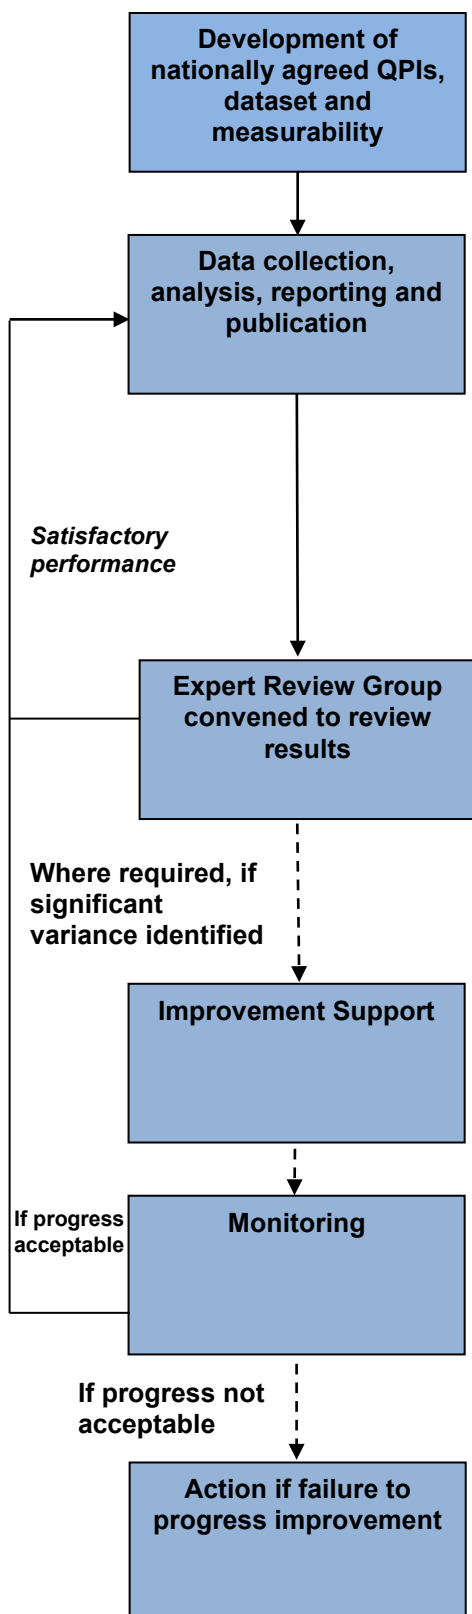 Development of
nationally agreed QPIs,
dataset and
measurability
Data collection,
analysis, reporting and
publication
Satisfactory
performance
Expert Review Group
convened to review
results
Where required, if
significant
variance identified
Improvement Support
If progress
acceptable
Monitoring
If progress not
acceptable
Action if failure to
progress improvement